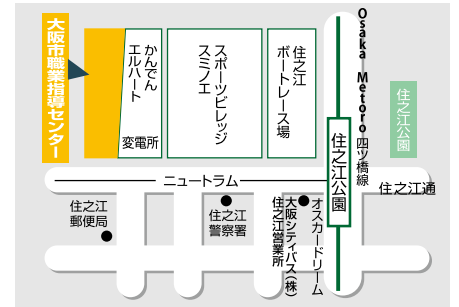 大阪市職業指導センター
かんでん
エルハート
変電所
スポーツビレッジ
スミノエ
住之江
ボートレース場
Osaka Metoro 四ツ橋線
住之江公園
住之江公園
ニュートラム
住之江通
住之江
郵便局
住之江
警察署
大阪シティバス(株)
住之江営業所
オスカードリーム